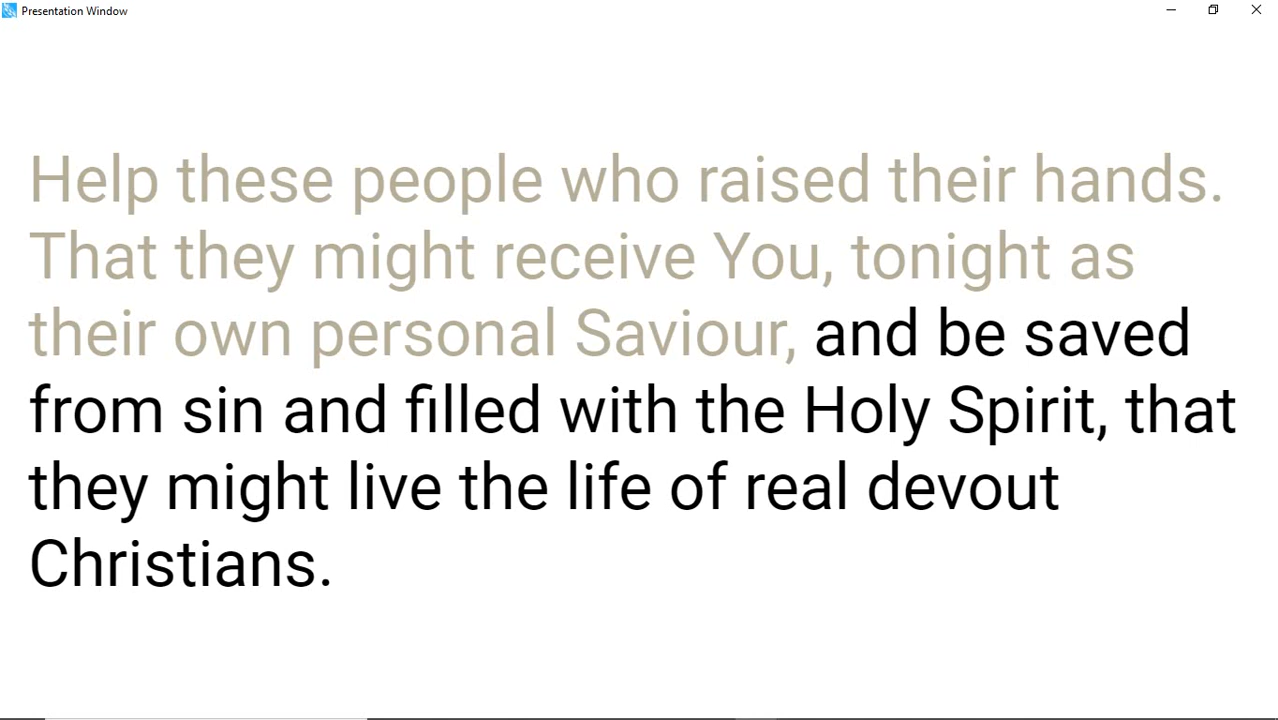 Presentation Window
Help these people who raised their hands.
That they might receive You, tonight as
their own personal Saviour, and be saved
from sin and filled with the Holy Spirit, that
they might live the life of real devout
Christians.